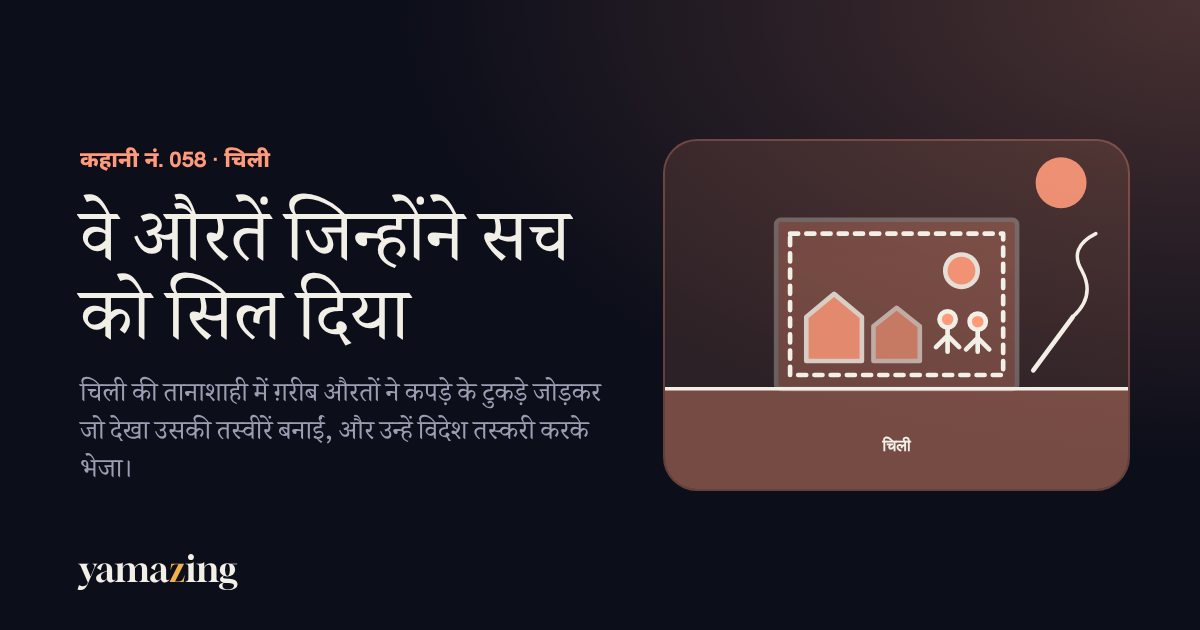 कहानी नं. 058 · चिली
वे औरतें जिन्होंने सच
को सिल दिया
चिली की तानाशाही में ग़रीब औरतों ने कपड़े के टुकड़े जोड़कर
जो देखा उसकी तस्वीरें बनाईं, और उन्हें विदेश तस्करी करके
भेजा।
चिली
yamazing